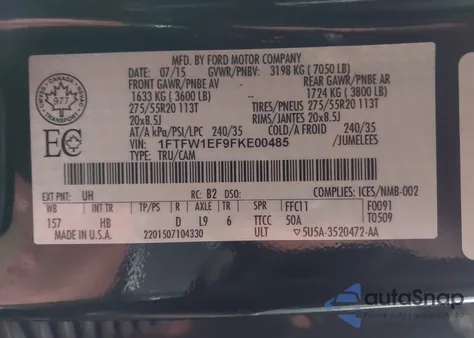 MFD. BY FORD MOTOR COMPANY
DATE: 07/15 GVWR/PNBV: 3198 KG ( 7050 LB)
FRONT GAWR/PNBE AV REAR GAWR/PNBE AR
1633 KG ( 3600 LB) 1724 KG ( 3800 LB)
275/55R20 113T TIRES/PNEUS 275/55R20 113T
20x8.5J RIMS/JANTES 20x8.5J
AT/A kPa/PSI/LPC 240/35 COLD/A FROID 240/35
VIN: 1FTFW1EF9FKE00485 /JUMELEES
TYPE: TRU/CAM
CANADA
977
TRANSPORT
EC
EXT PNT: UH RC: B2 DSO: COMPLIES: ICES/NMB-002
WB INT TR TP/PS R AXLE TR SPR FFC11 F0091
157 HB D L9 6 TTCC 50A T0509
MADE IN U.S.A. 2201507104330 ULT ▽5U5A-3520472-AA
autoSnap